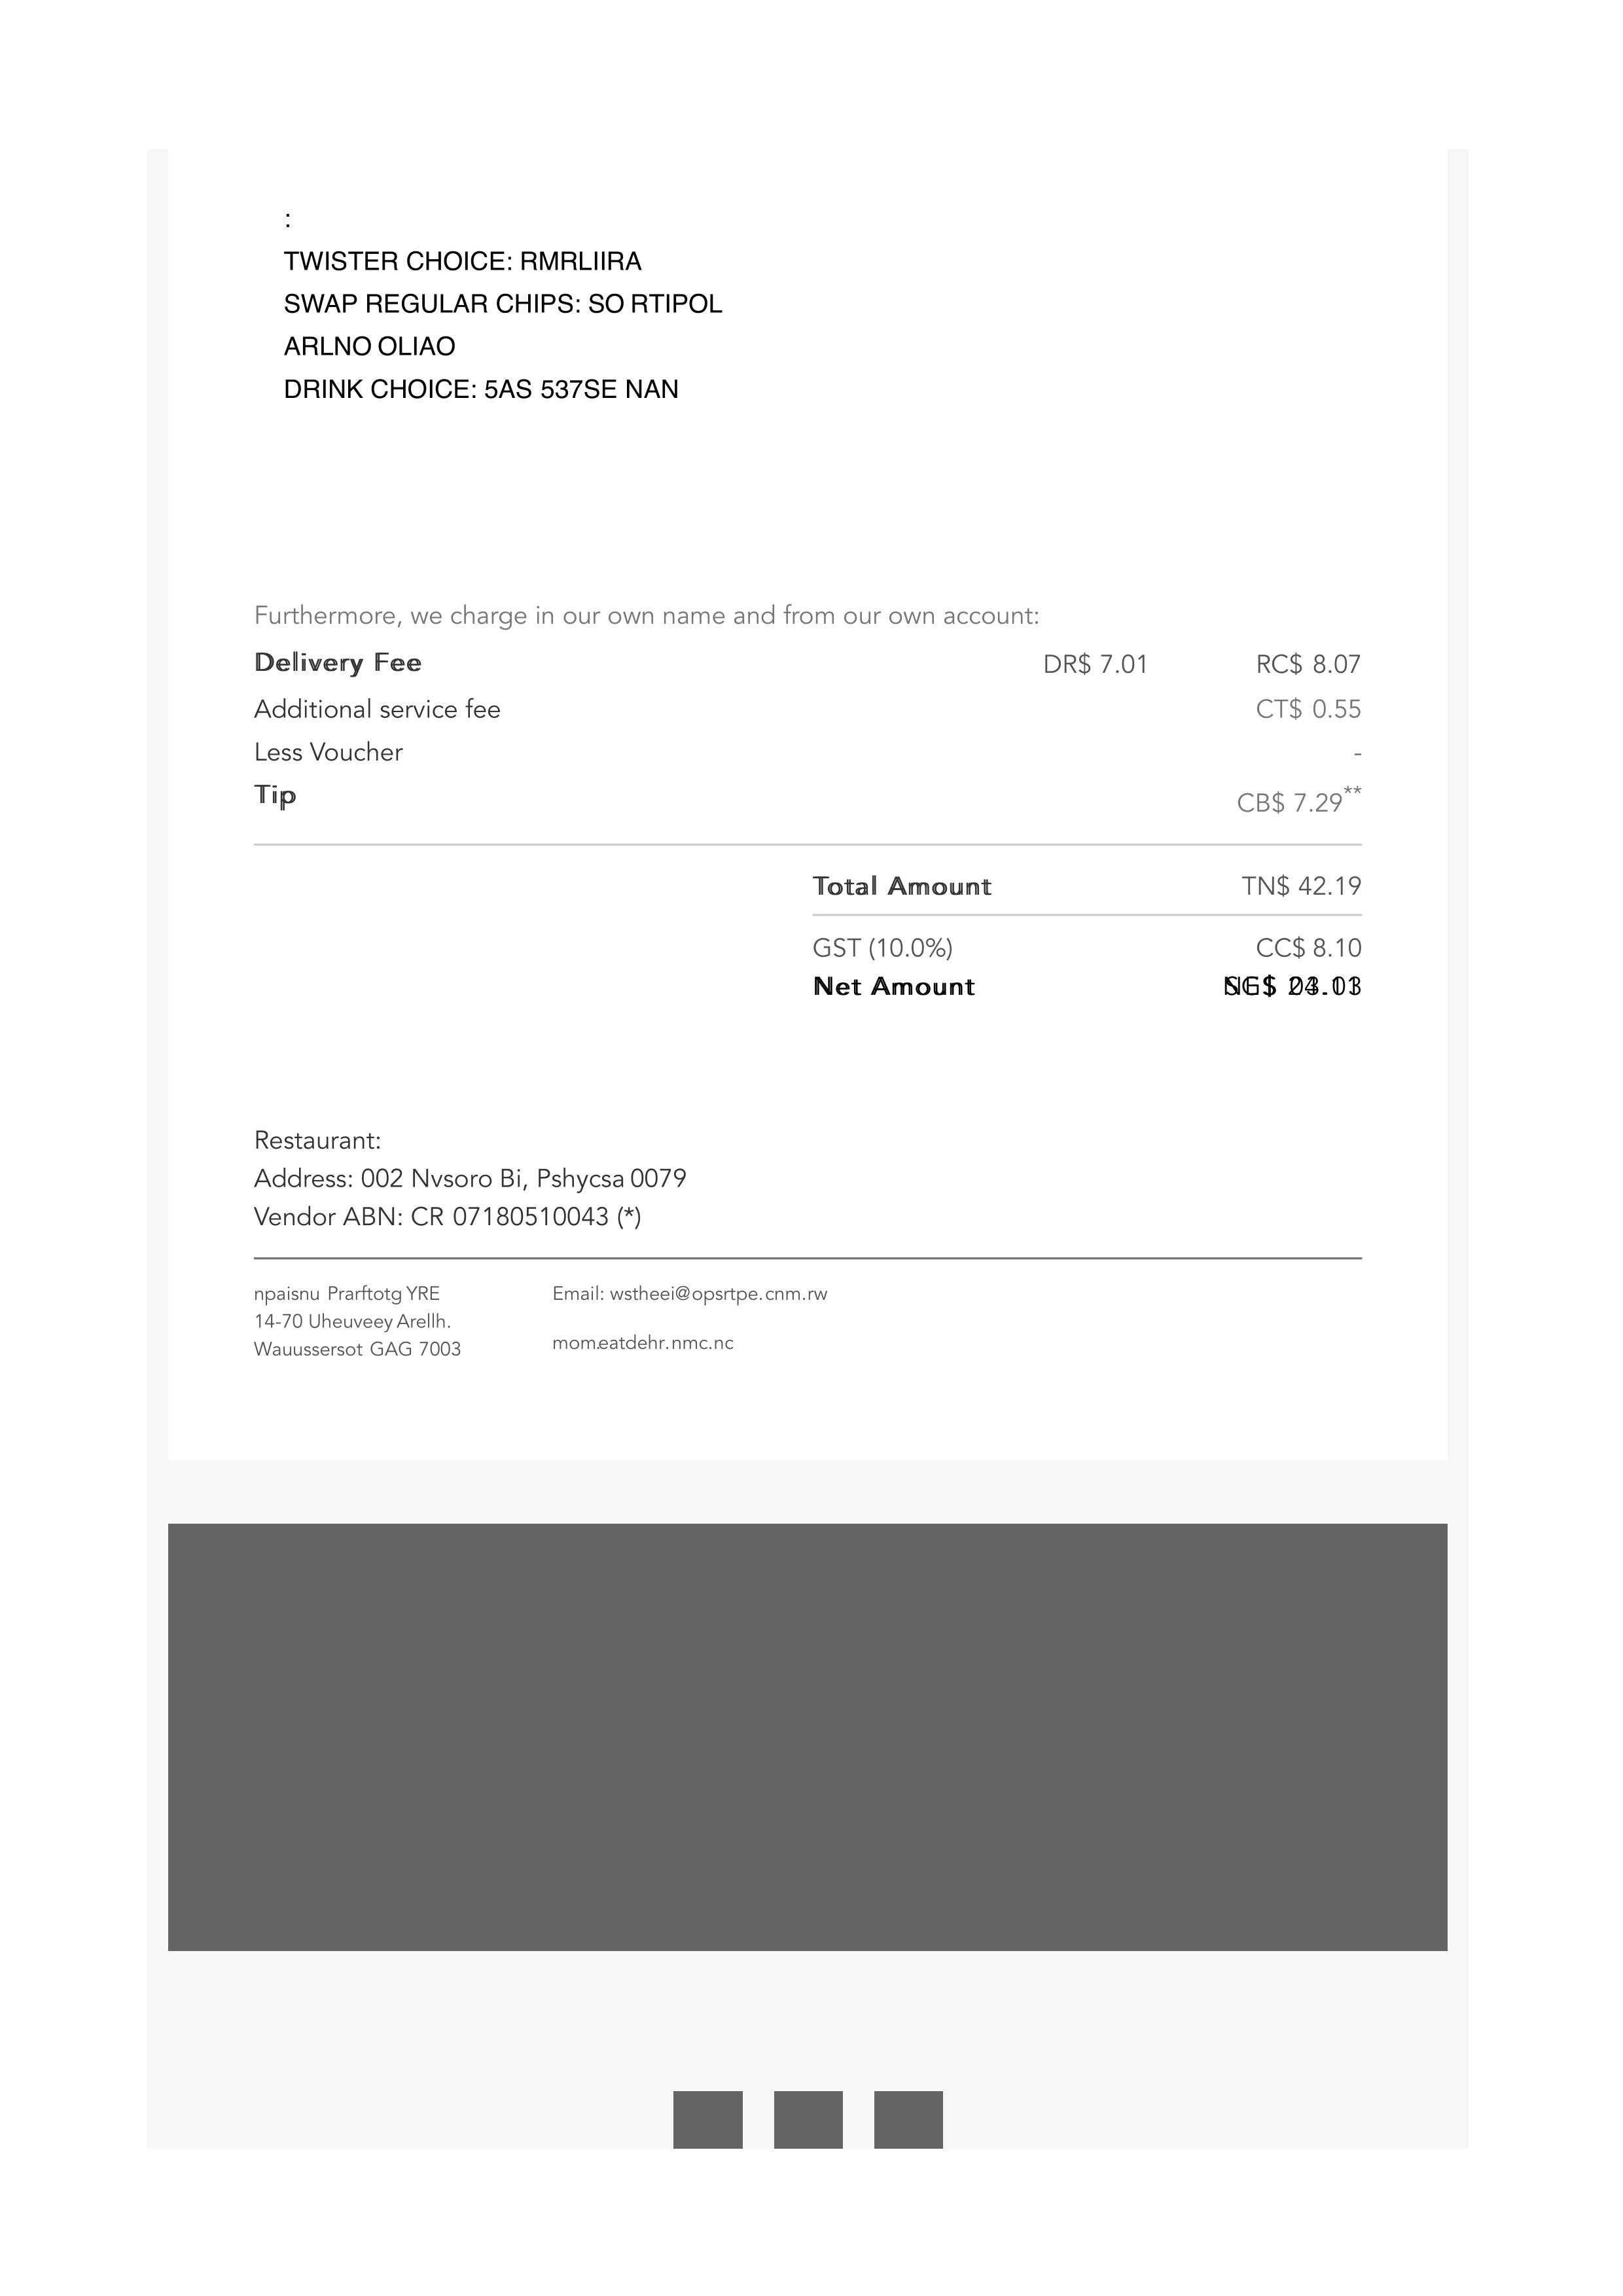 :
TWISTER CHOICE: RMRLIIRA
SWAP REGULAR CHIPS: SO RTIPOL
ARLNO OLIAO
DRINK CHOICE: 5AS 537SE NAN
Furthermore, we charge in our own name and from our own account:
Delivery Fee DR$ 7.01 RC$ 8.07
Additional service fee CT$ 0.55
Less Voucher -
Tip CB$ 7.29**
Total Amount TN$ 42.19
GST (10.0%) CC$ 8.10
Net Amount
Restaurant:
Address: 002 Nvsoro Bi, Pshycsa 0079
Vendor ABN: CR 07180510043 (*)
npaisnu Prarftotg YRE
14-70 Uheuveey Arellh.
Wauussersot GAG 7003
Email: wstheei@opsrtpe.cnm.rw
mom.eatdehr.nmc.nc